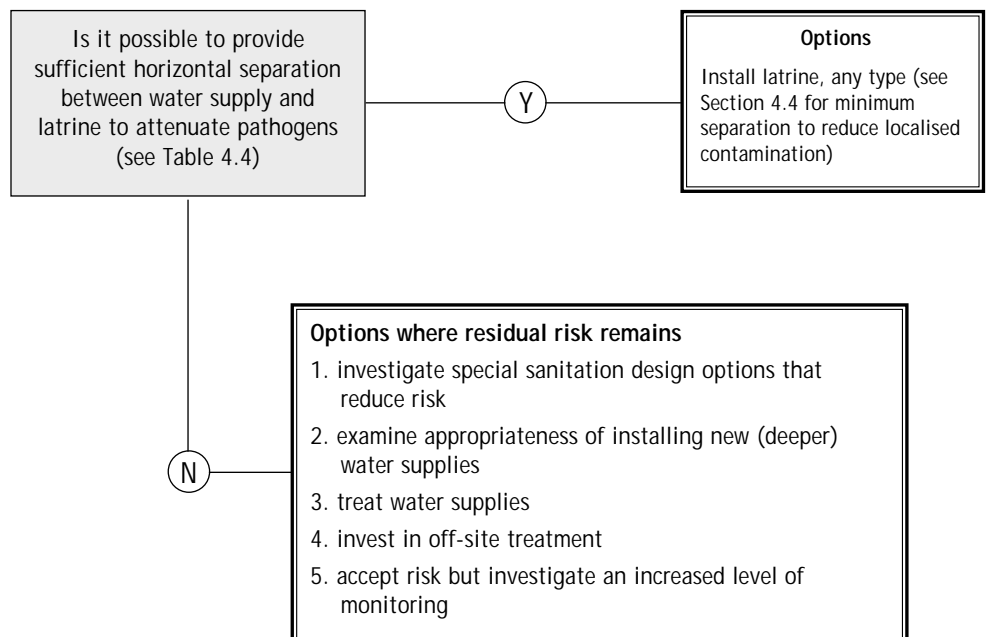 Is it possible to provide
sufficient horizontal separation
between water supply and
latrine to attenuate pathogens
(see Table 4.4)
Y
Options
Install latrine, any type (see
Section 4.4 for minimum
separation to reduce localised
contamination)
N
Options where residual risk remains
1. investigate special sanitation design options that
reduce risk
2. examine appropriateness of installing new (deeper)
water supplies
3. treat water supplies
4. invest in off-site treatment
5. accept risk but investigate an increased level of
monitoring